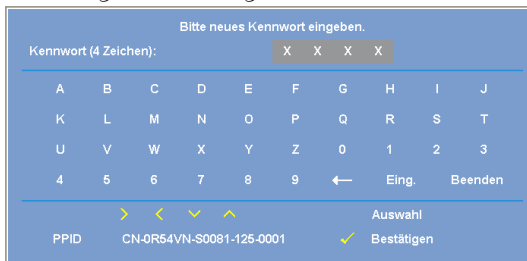 Bitte neues Kennwort eingeben.
Kennwort (4 Zeichen): X X X X
A B C D E F G H I J
K L M N O P Q R S T
U V W X Y Z 0 1 2 3
4 5 6 7 8 9 ← Eing. Beenden
> < ∨ ∧ Auswahl
PPID CN-0R54VN-S0081-125-0001 ✓ Bestätigen